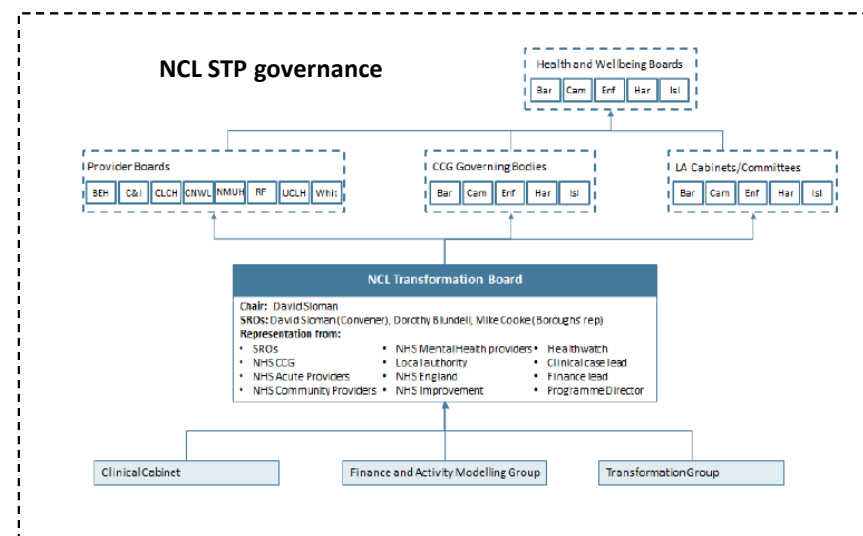 NCL STP governance
Health and Wellbeing Boards
Bar Cam Enf Har Isl
Provider Boards
BEH C&I CLCH CNWL NMUH RF UCLH Whit
CCG Governing Bodies
Bar Cam Enf Har Isl
LA Cabinets/Committees
Bar Cam Enf Har Isl
NCL Transformation Board
Chair: David Sloman
SROs: David Sloman (Convener), Dorothy Blundell, Mike Cooke (Boroughs' rep)
Representation from:
• SROs
• NHS CCG
• NHS Acute Providers
• NHS Community Providers
• NHS Mental Health providers
• Local authority
• NHS England
• NHS Improvement
• Healthwatch
• Clinical case lead
• Finance lead
• Programme Director
Clinical Cabinet
Finance and Activity Modelling Group
Transformation Group